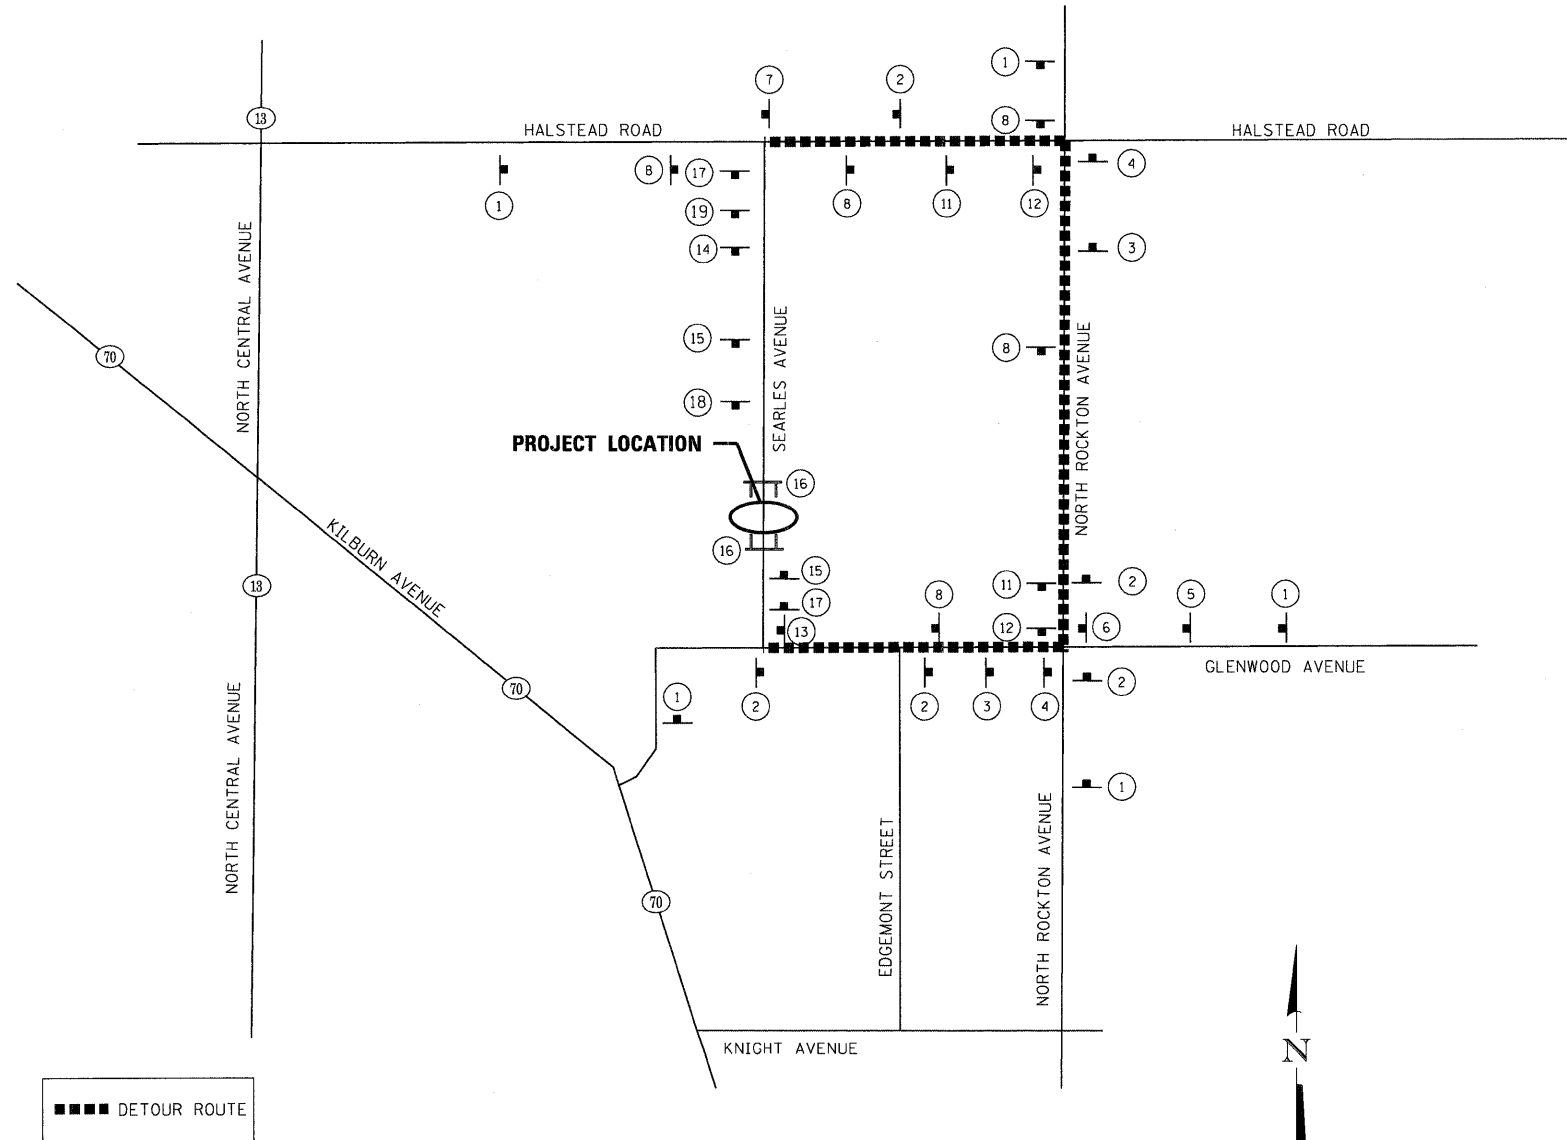 1
7
2
13
8
HALSTEAD ROAD
HALSTEAD ROAD
4
8
17
1
8
11
12
19
14
3
NORTH CENTRAL AVENUE
SEARLES AVENUE
NORTH ROCKTON AVENUE
15
8
70
18
PROJECT LOCATION
16
KILBURN AVENUE
16
13
15
11
2
17
8
5
1
13
12
6
GLENWOOD AVENUE
70
1
2
2
3
4
2
NORTH CENTRAL AVENUE
1
EDGEMONT STREET
NORTH ROCKTON AVENUE
70
KNIGHT AVENUE
N
DETOUR ROUTE